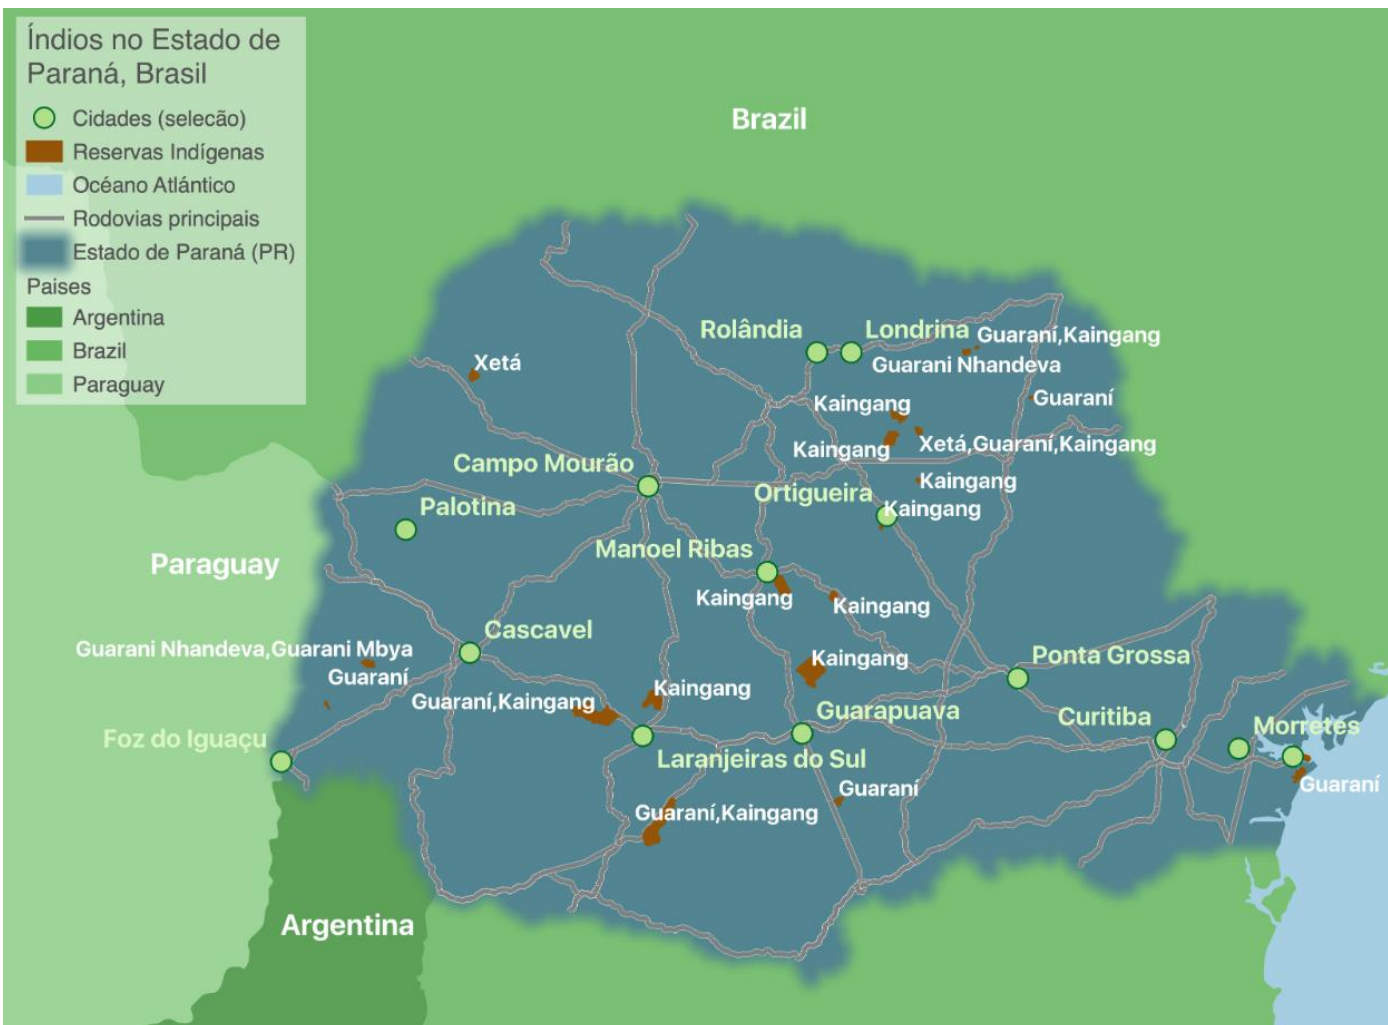 Índios no Estado de
Paraná, Brasil
Cidades (selecão)
Reservas Indígenas
Océano Atlántico
Rodovias principais
Estado de Paraná (PR)
Paises
Argentina
Brazil
Paraguay
Brazil
Rolândia
Londrina
Guaraní,Kaingang
Guarani Nhandeva
Xetá
Kaingang
Guaraní
Kaingang
Xetá,Guaraní,Kaingang
Campo Mourão
Kaingang
Ortigueira
Kaingang
Palotina
Manoel Ribas
Paraguay
Kaingang
Kaingang
Cascavel
Guarani Nhandeva,Guarani Mbya
Guaraní
Kaingang
Ponta Grossa
Guaraní,Kaingang
Kaingang
Guarapuava
Curitiba
Morretes
Foz do Iguaçu
Laranjeiras do Sul
Guaraní
Guaraní
Guaraní,Kaingang
Argentina